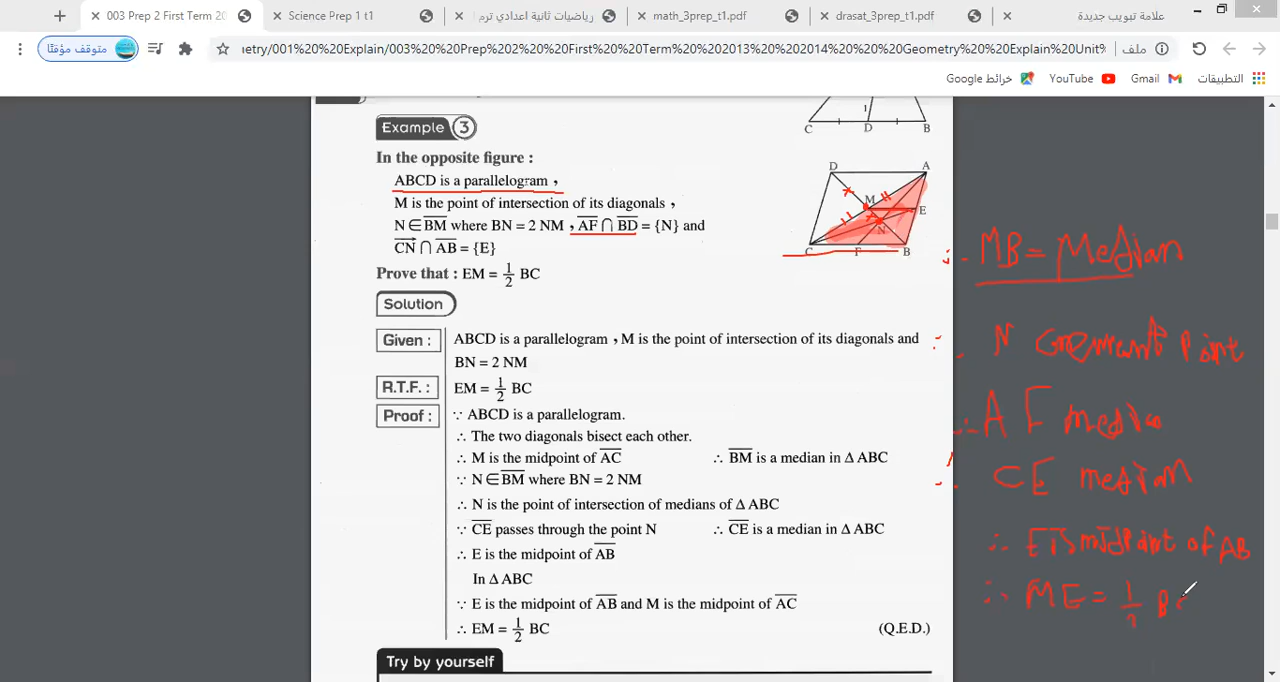 003 Prep 2 First Term 20
Science Prep 1 t1
رياضيات ثانية اعدادي ترم
math_3prep_t1.pdf
drasat_3prep_t1.pdf
علامة تبويب جديدة
متوقف مؤقتًا
ıetry/001%20%20Explain/003%20%20Prep%202%20%20First%20Term%20%202013%20%202014%20%20Geometry%20%20Explain%20Unit%
ملف
التطبيقات
Gmail
YouTube
خرائط Google
Example 3
In the opposite figure :
ABCD is a parallelogram ,
M is the point of intersection of its diagonals ,
N ∈ BM where BN = 2 NM , AF ∩ BD = {N} and
CN ∩ AB = {E}
Prove that : EM = 1/2 BC
C D B
1
D A
M
E
N
C F B
Solution
Given : ABCD is a parallelogram , M is the point of intersection of its diagonals and
BN = 2 NM
R.T.F. : EM = 1/2 BC
Proof : ∵ ABCD is a parallelogram.
∴ The two diagonals bisect each other.
∴ M is the midpoint of AC ∴ BM is a median in Δ ABC
∵ N ∈ BM where BN = 2 NM
∴ N is the point of intersection of medians of Δ ABC
∵ CE passes through the point N ∴ CE is a median in Δ ABC
∴ E is the midpoint of AB
In Δ ABC
∵ E is the midpoint of AB and M is the midpoint of AC
∴ EM = 1/2 BC (Q.E.D.)
Try by yourself
∴ MB = Median
∴ N Point
∴ AF
∴ CE median
∴ E is midpoint of AB
∴ ME = 1/2 B